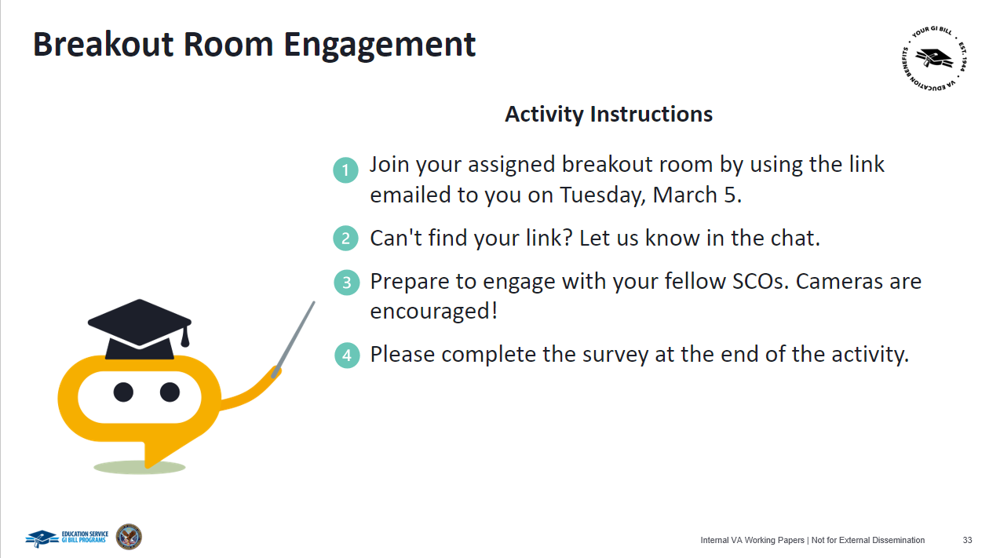 Breakout Room Engagement
YOUR GI BILL • EST. 1944 • VA EDUCATION BENEFITS •
Activity Instructions
1 Join your assigned breakout room by using the link
emailed to you on Tuesday, March 5.
2 Can't find your link? Let us know in the chat.
3 Prepare to engage with your fellow SCOs. Cameras are
encouraged!
4 Please complete the survey at the end of the activity.
EDUCATION SERVICE
GI BILL PROGRAMS
Internal VA Working Papers | Not for External Dissemination
33